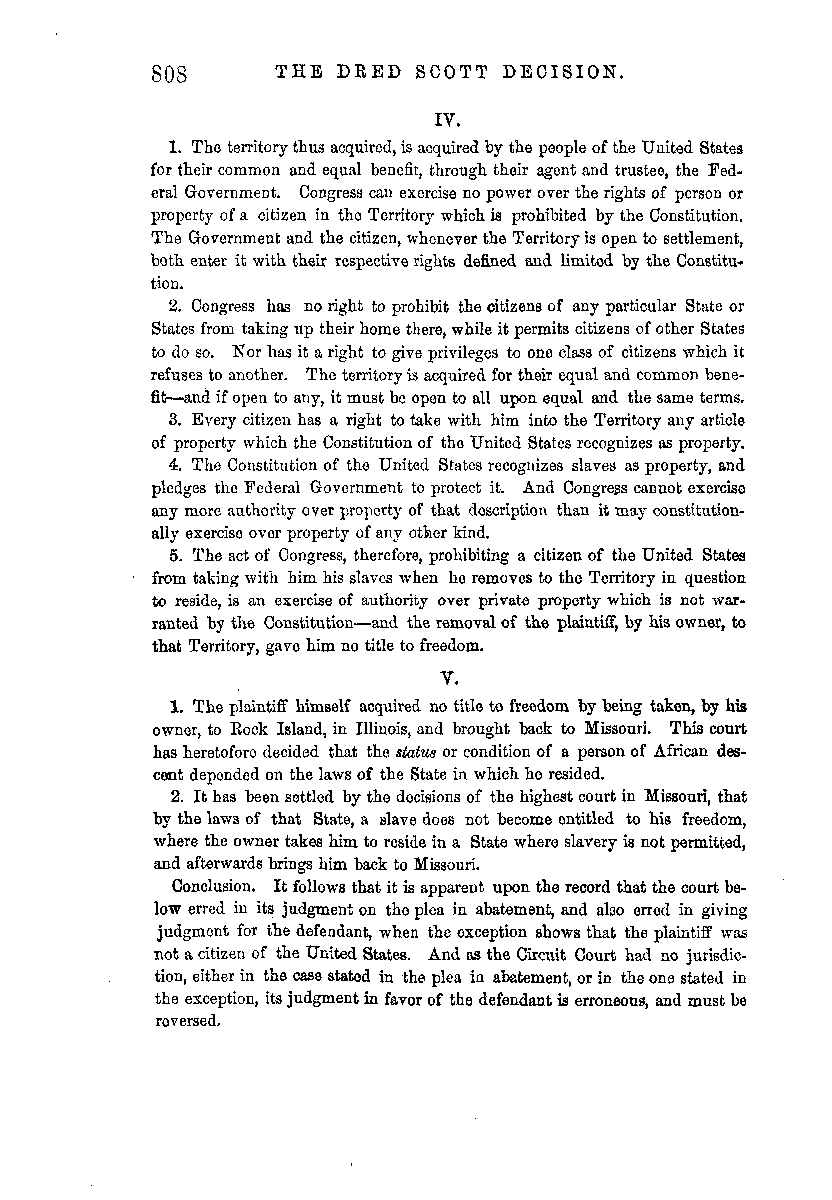 808 THE DRED SCOTT DECISION.
IV.
1. The territory thus acquired, is acquired by the people of the United States
for their common and equal benefit, through their agent and trustee, the Fed-
eral Government. Congress can exercise no power over the rights of person or
property of a citizen in the Territory which is prohibited by the Constitution.
The Government and the citizen, whenever the Territory is open to settlement,
both enter it with their respective rights defined and limited by the Constitu-
tion.
2. Congress has no right to prohibit the citizens of any particular State or
States from taking up their home there, while it permits citizens of other States
to do so. Nor has it a right to give privileges to one class of citizens which it
refuses to another. The territory is acquired for their equal and common bene-
fit—and if open to any, it must be open to all upon equal and the same terms.
3. Every citizen has a right to take with him into the Territory any article
of property which the Constitution of the United States recognizes as property.
4. The Constitution of the United States recognizes slaves as property, and
pledges the Federal Government to protect it. And Congress cannot exercise
any more authority over property of that description than it may constitution-
ally exercise over property of any other kind.
5. The act of Congress, therefore, prohibiting a citizen of the United States
from taking with him his slaves when he removes to the Territory in question
to reside, is an exercise of authority over private property which is not war-
ranted by the Constitution—and the removal of the plaintiff, by his owner, to
that Territory, gave him no title to freedom.
V.
1. The plaintiff himself acquired no title to freedom by being taken, by his
owner, to Rock Island, in Illinois, and brought back to Missouri. This court
has heretofore decided that the status or condition of a person of African des-
cent depended on the laws of the State in which he resided.
2. It has been settled by the decisions of the highest court in Missouri, that
by the laws of that State, a slave does not become entitled to his freedom,
where the owner takes him to reside in a State where slavery is not permitted,
and afterwards brings him back to Missouri.
Conclusion. It follows that it is apparent upon the record that the court be-
low erred in its judgment on the plea in abatement, and also erred in giving
judgment for the defendant, when the exception shows that the plaintiff was
not a citizen of the United States. And as the Circuit Court had no jurisdic-
tion, either in the case stated in the plea in abatement, or in the one stated in
the exception, its judgment in favor of the defendant is erroneous, and must be
reversed.